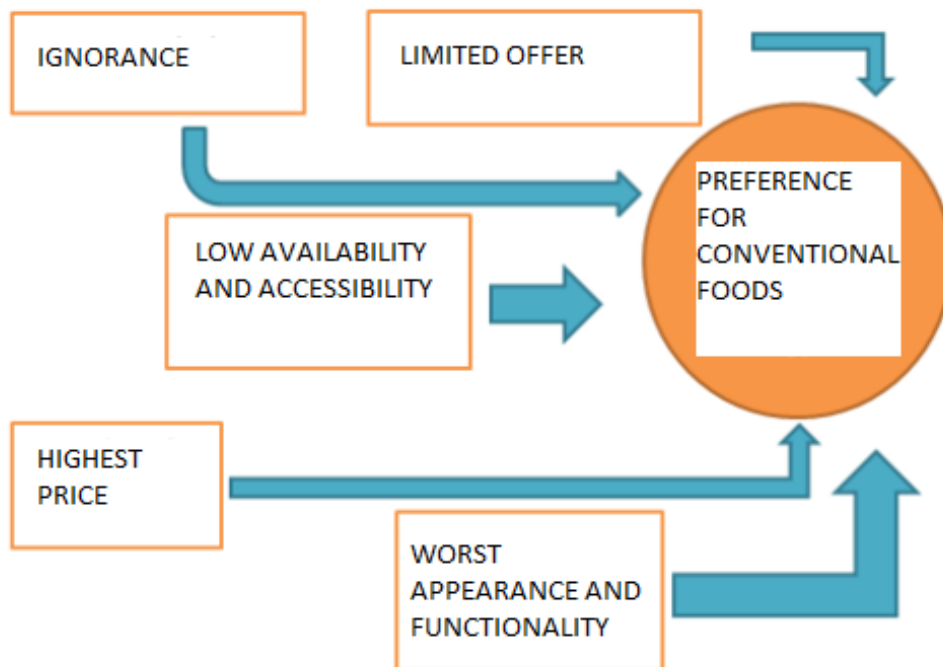 IGNORANCE
LIMITED OFFER
PREFERENCE
FOR
CONVENTIONAL
FOODS
LOW AVAILABILITY
AND ACCESSIBILITY
HIGHEST
PRICE
WORST
APPEARANCE AND
FUNCTIONALITY